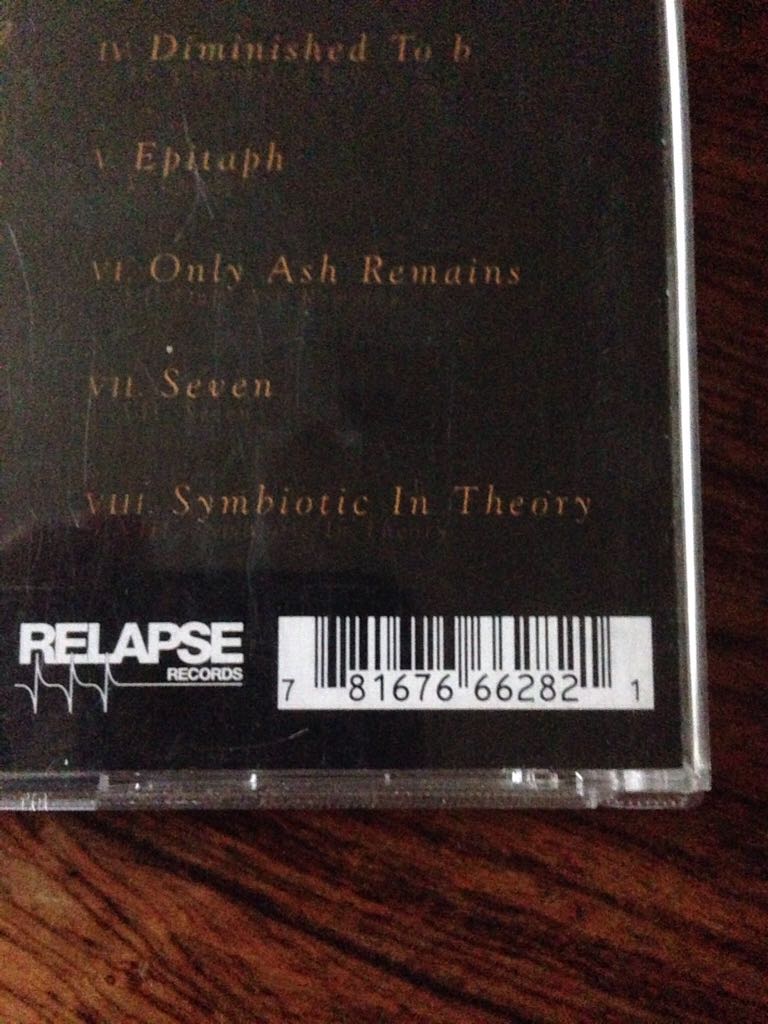 IV. Diminished To b
V. Epitaph
VI. Only Ash Remains
VII. Seven
VIII. Symbiotic In Theory
RELAPSE
RECORDS
7 81676 66282 1